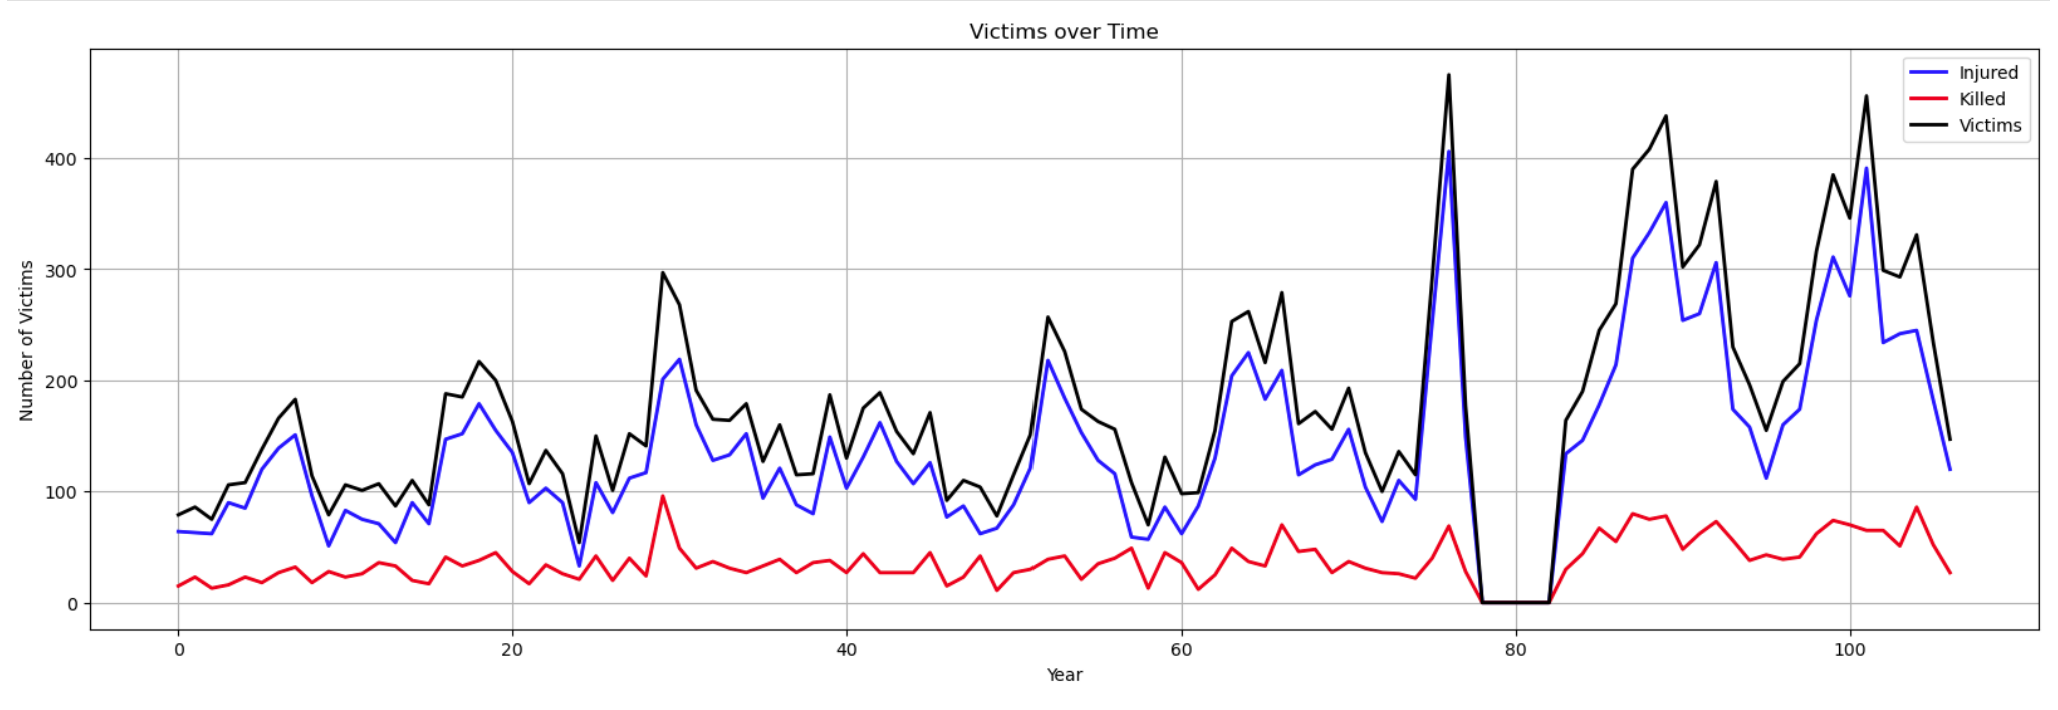 Victims over Time
Injured
Killed
Victims
400
300
200
100
0
Number of Victims
0 20 40 60 80 100
Year